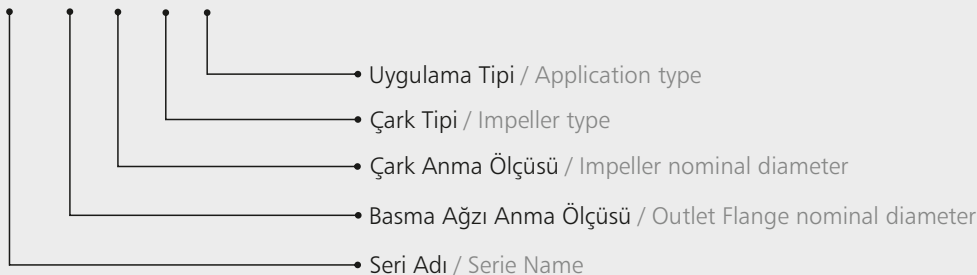 Uygulama Tipi / Application type
Çark Tipi / Impeller type
Çark Anma Ölçüsü / Impeller nominal diameter
Basma Ağzı Anma Ölçüsü / Outlet Flange nominal diameter
Seri Adı / Serie Name